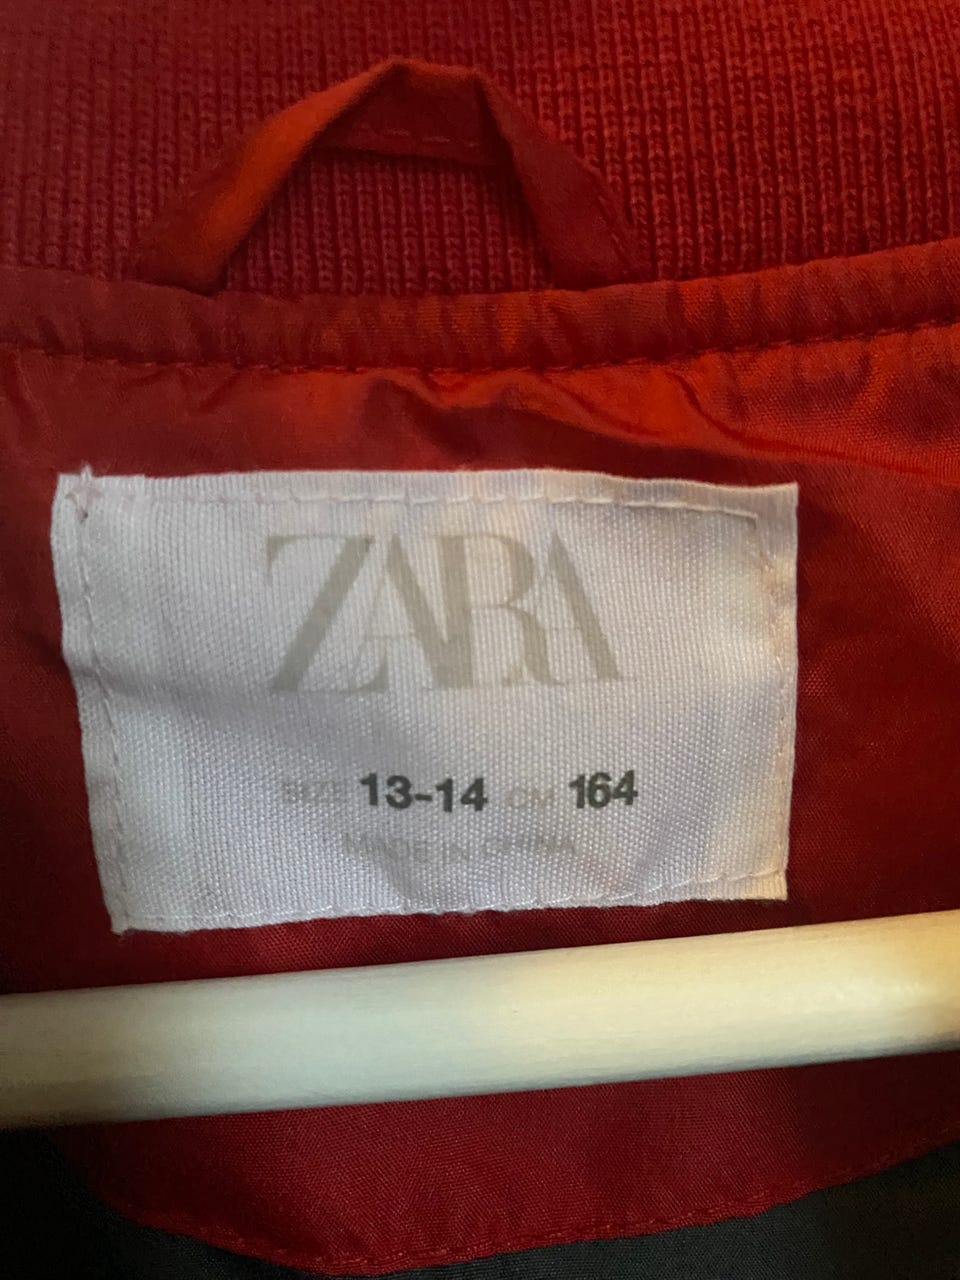 ZARA
SIZE 13-14 CM 164
MADE IN CHINA